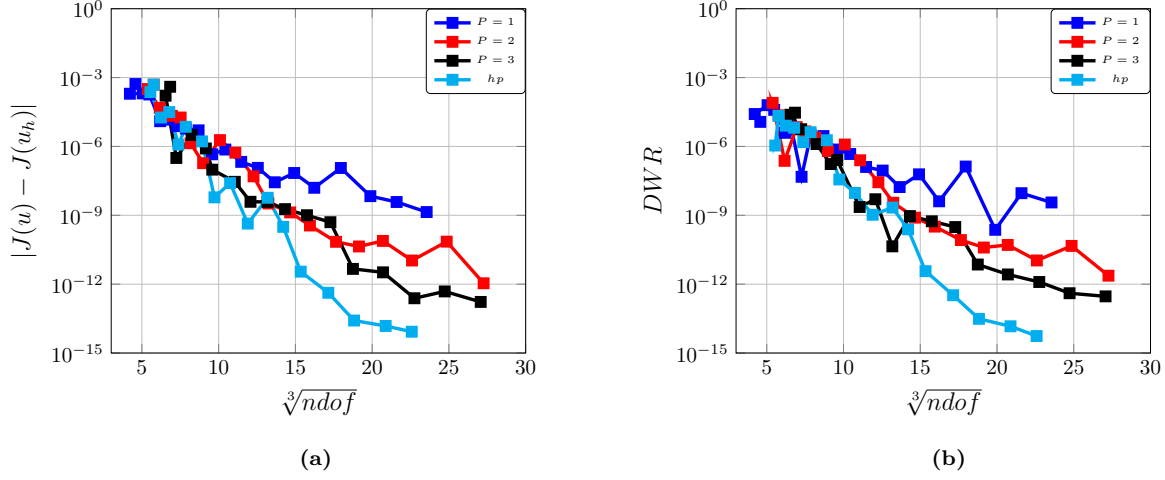 10^0
10^−3
10^−6
10^−9
10^−12
10^−15
|J(u) − J(u_h)|
5 10 15 20 25 30
∛ndof
P = 1
P = 2
P = 3
hp
(a)
10^0
10^−3
10^−6
10^−9
10^−12
10^−15
DWR
5 10 15 20 25 30
∛ndof
P = 1
P = 2
P = 3
hp
(b)